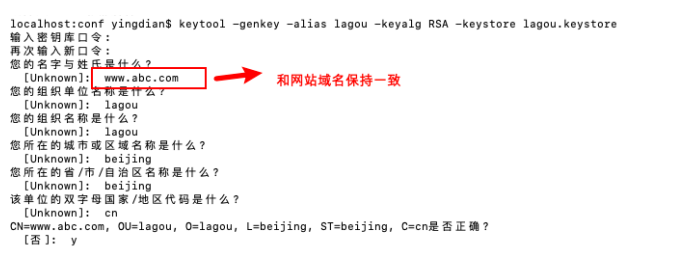 localhost:conf yingdian$ keytool -genkey -alias lagou -keyalg RSA -keystore lagou.keystore
输入密钥库口令:
再次输入新口令:
您的名字与姓氏是什么?
[Unknown]: www.abc.com
和网站域名保持一致
您的组织单位名称是什么?
[Unknown]: lagou
您的组织名称是什么?
[Unknown]: lagou
您所在的城市或区域名称是什么?
[Unknown]: beijing
您所在的省/市/自治区名称是什么?
[Unknown]: beijing
该单位的双字母国家/地区代码是什么?
[Unknown]: cn
CN=www.abc.com, OU=lagou, O=lagou, L=beijing, ST=beijing, C=cn是否正确?
[否]: y